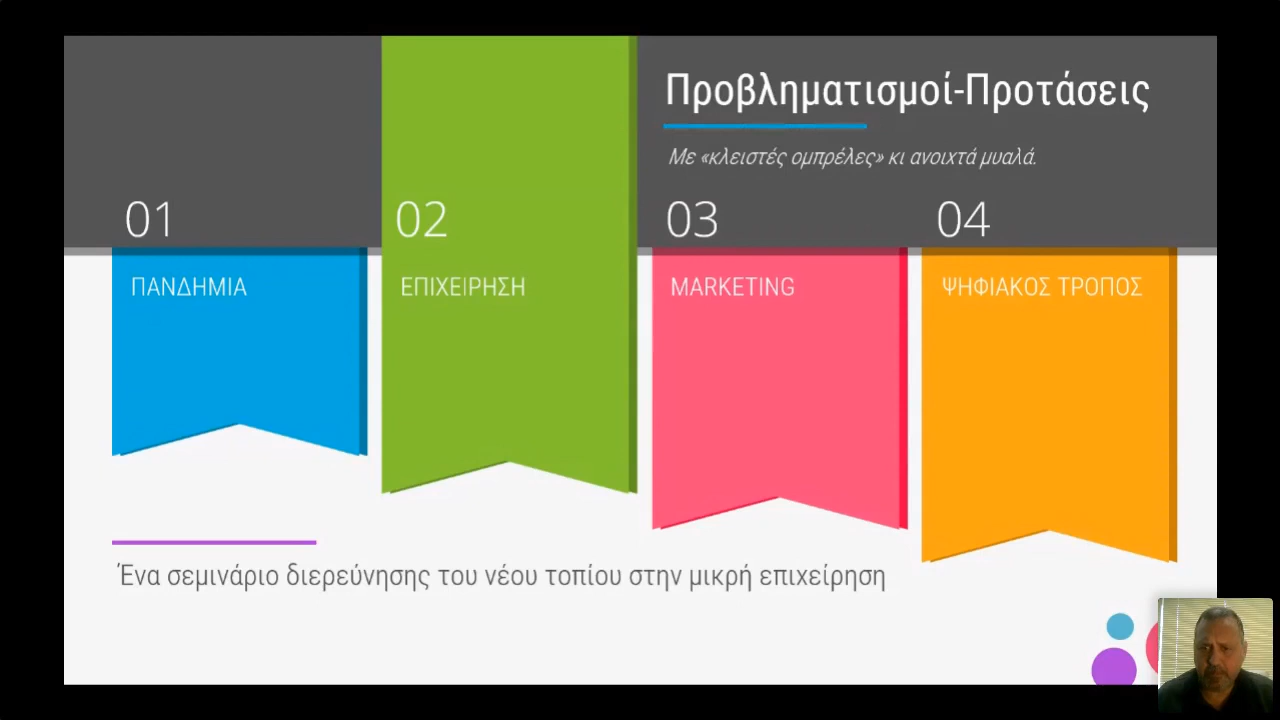 Προβληματισμοί-Προτάσεις
Με «κλειστές ομπρέλες» κι ανοιχτά μυαλά.
01
02
03
04
ΠΑΝΔΗΜΙΑ
ΕΠΙΧΕΙΡΗΣΗ
MARKETING
ΨΗΦΙΑΚΟΣ ΤΡΟΠΟΣ
Ένα σεμινάριο διερεύνησης του νέου τοπίου στην μικρή επιχείρηση